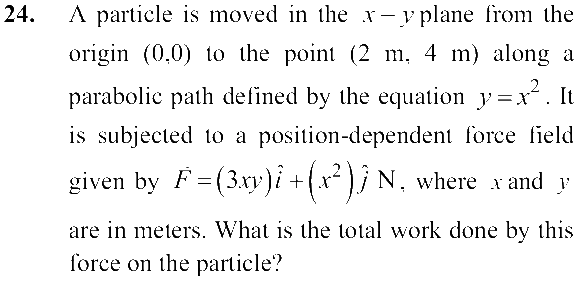 24. A particle is moved in the x – y plane from the
origin (0,0) to the point (2 m, 4 m) along a
parabolic path defined by the equation y = x². It
is subjected to a position-dependent force field
given by F⃗ = (3xy)î + (x²)ĵ N, where x and y
are in meters. What is the total work done by this
force on the particle?